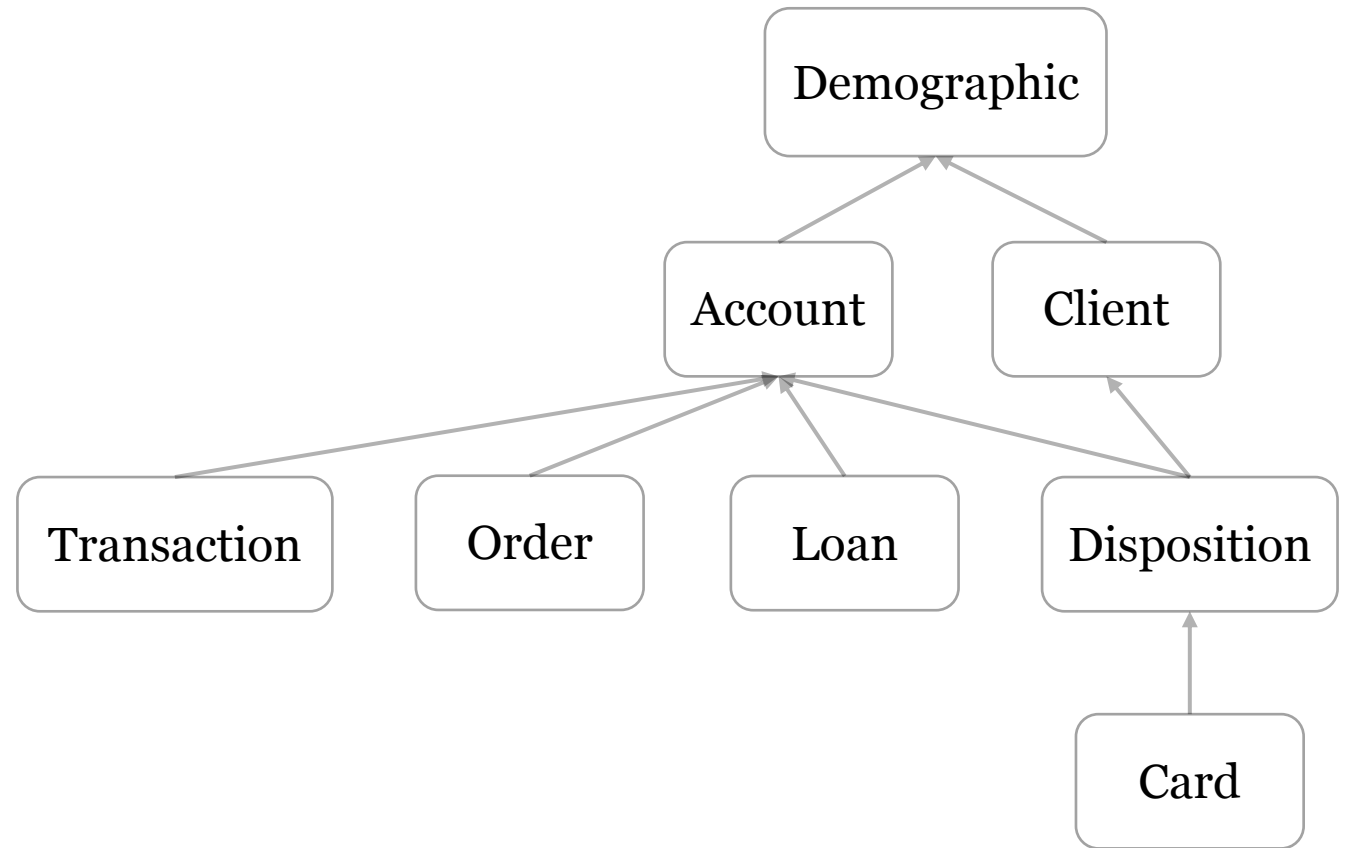 Demographic
Account
Client
Transaction
Order
Loan
Disposition
Card